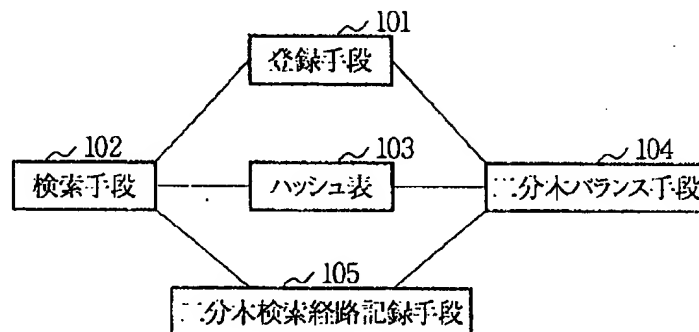 101
登録手段
102
検索手段
103
ハッシュ表
104
二分木バランス手段
105
二分木検索経路記録手段